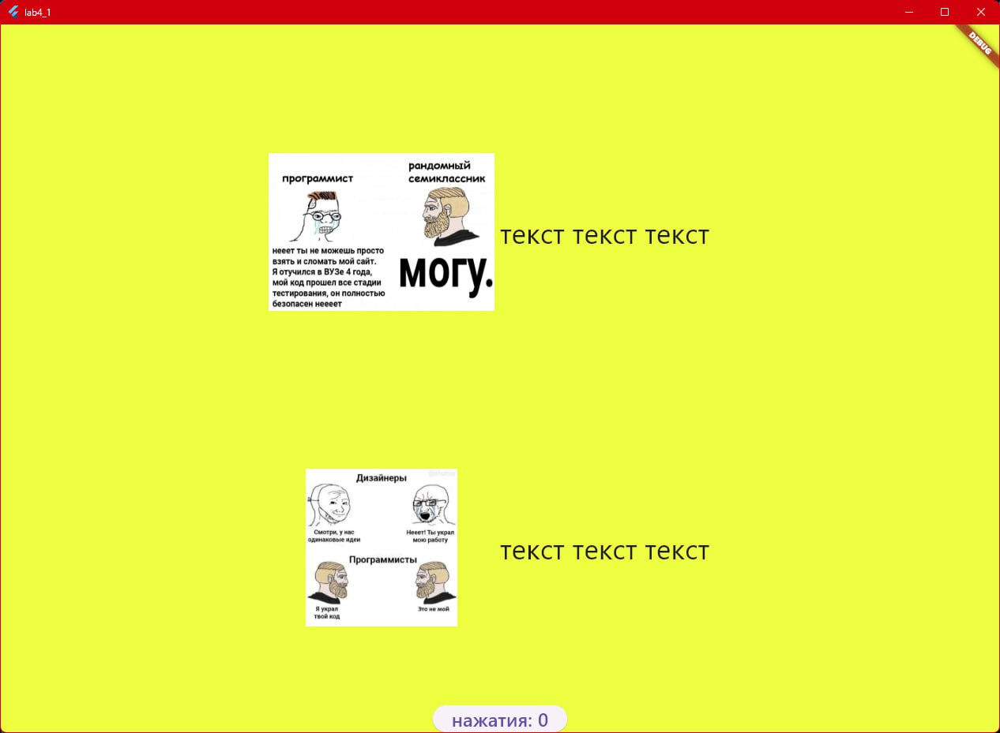 lab4_1
DEBUG
программист
рандомный
семиклассник
нееет ты не можешь просто
взять и сломать мой сайт.
Я отучился в ВУЗе 4 года,
мой код прошел все стадии
тестирования, он полностью
безопасен неееет
могу.
текст текст текст
Дизайнеры
Смотри, у нас
одинаковые идеи
Нееет! Ты украл
мою работу
Программисты
Я украл
твой код
Это не мой
текст текст текст
нажатия: 0